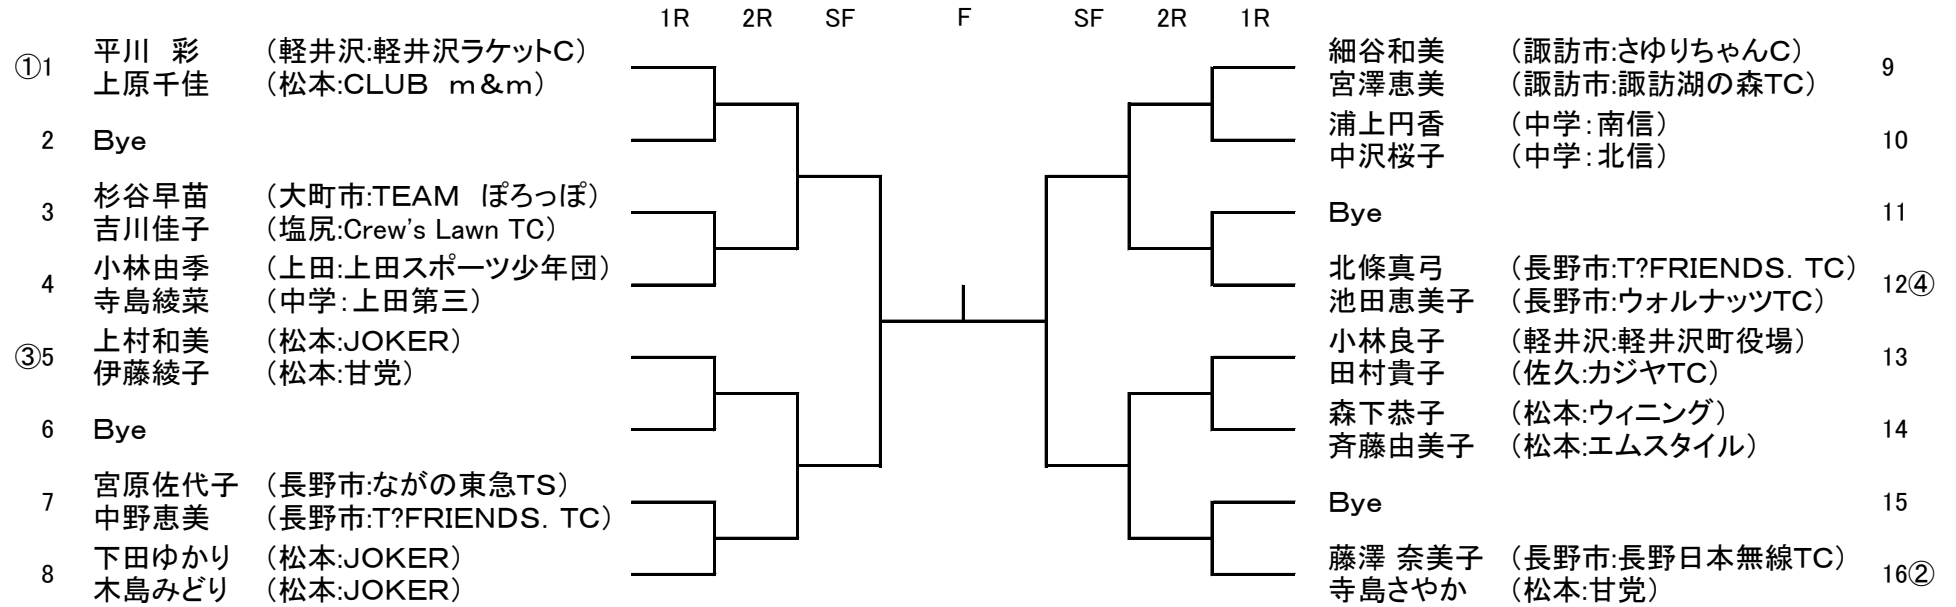 1R 2R SF F SF 2R 1R
①1 平川 彩 （軽井沢:軽井沢ラケットC）
上原千佳 （松本:CLUB m&m）
2 Bye
3 杉谷早苗 （大町市:TEAM ぽろっぽ）
吉川佳子 （塩尻:Crew's Lawn TC）
4 小林由季 （上田:上田スポーツ少年団）
寺島綾菜 （中学：上田第三）
③5 上村和美 （松本:JOKER）
伊藤綾子 （松本:甘党）
6 Bye
7 宮原佐代子 （長野市:ながの東急TS）
中野恵美 （長野市:T?FRIENDS．TC）
8 下田ゆかり （松本:JOKER）
木島みどり （松本:JOKER）
細谷和美 （諏訪市:さゆりちゃんC） 9
宮澤恵美 （諏訪市:諏訪湖の森TC）
浦上円香 （中学：南信） 10
中沢桜子 （中学：北信）
Bye 11
北條真弓 （長野市:T?FRIENDS．TC） 12④
池田恵美子 （長野市:ウォルナッツTC）
小林良子 （軽井沢:軽井沢町役場） 13
田村貴子 （佐久:カジヤTC）
森下恭子 （松本:ウィニング） 14
斉藤由美子 （松本:エムスタイル）
Bye 15
藤澤 奈美子 （長野市:長野日本無線TC） 16②
寺島さやか （松本:甘党）